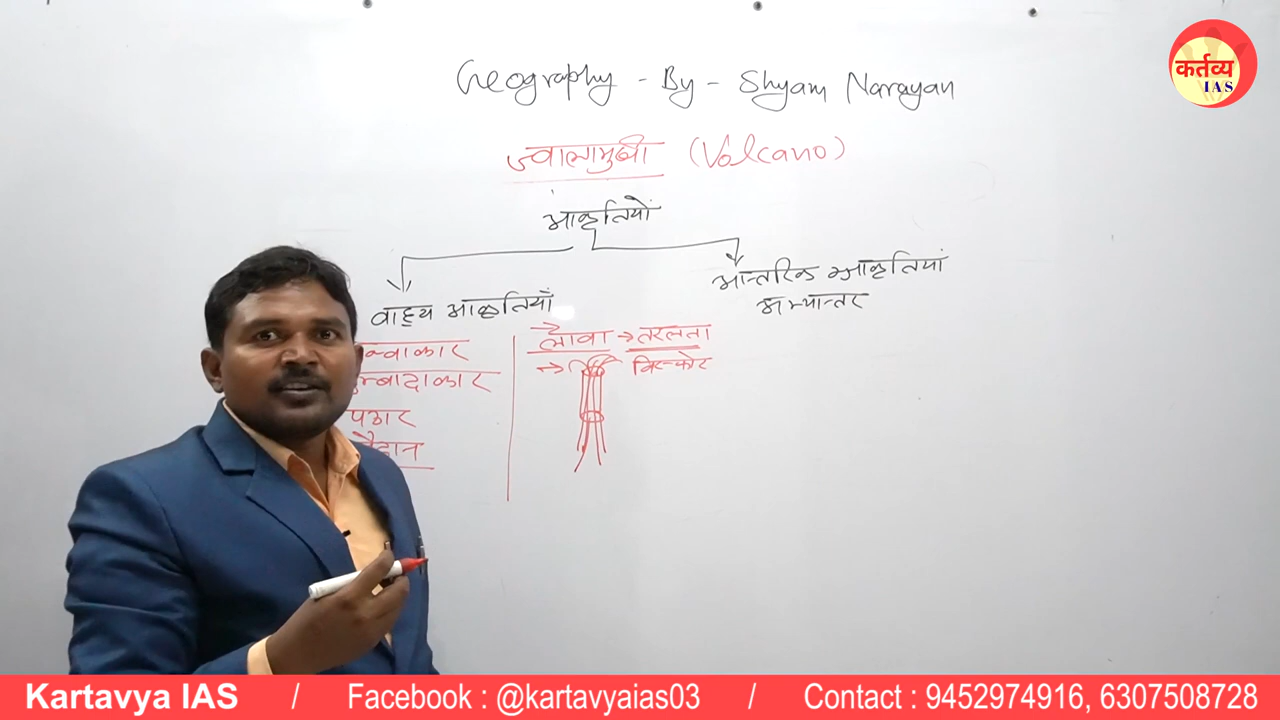 Geography - By - Shyam Narayan
कर्तव्य
IAS
ज्वालामुखी (Volcano)
आकृतियों
वाह्य आकृतियाँ
आन्तरिक आकृतियां
अभ्यान्तर
लावा → तरलता
→ विस्फोट
Kartavya IAS / Facebook : @kartavyaias03 / Contact : 9452974916, 6307508728